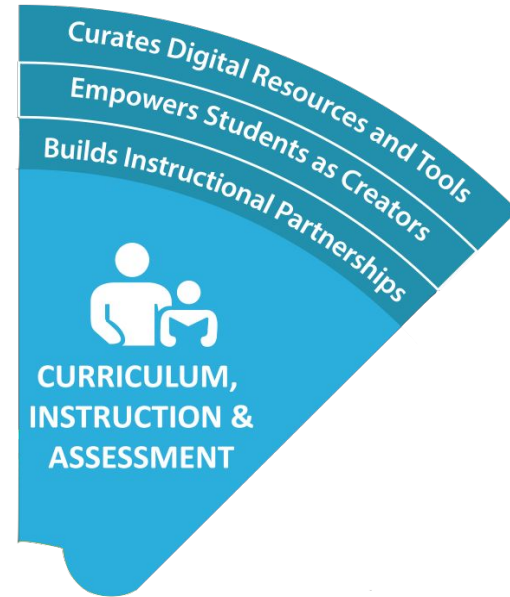 Curates Digital Resources and Tools
Empowers Students as Creators
Builds Instructional Partnerships
CURRICULUM,
INSTRUCTION &
ASSESSMENT